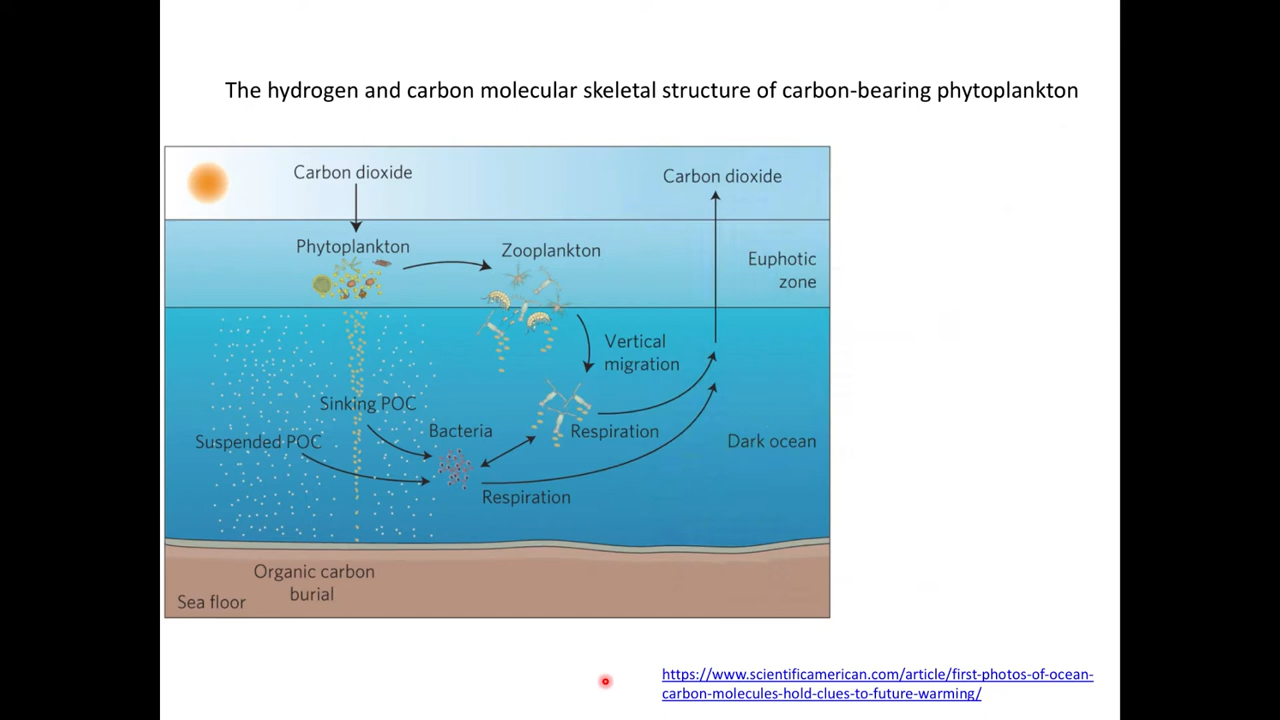 The hydrogen and carbon molecular skeletal structure of carbon-bearing phytoplankton
Carbon dioxide
Carbon dioxide
Phytoplankton
Zooplankton
Euphotic
zone
Vertical
migration
Sinking POC
Suspended POC
Bacteria
Respiration
Dark ocean
Respiration
Organic carbon
burial
Sea floor
https://www.scientificamerican.com/article/first-photos-of-ocean-
carbon-molecules-hold-clues-to-future-warming/